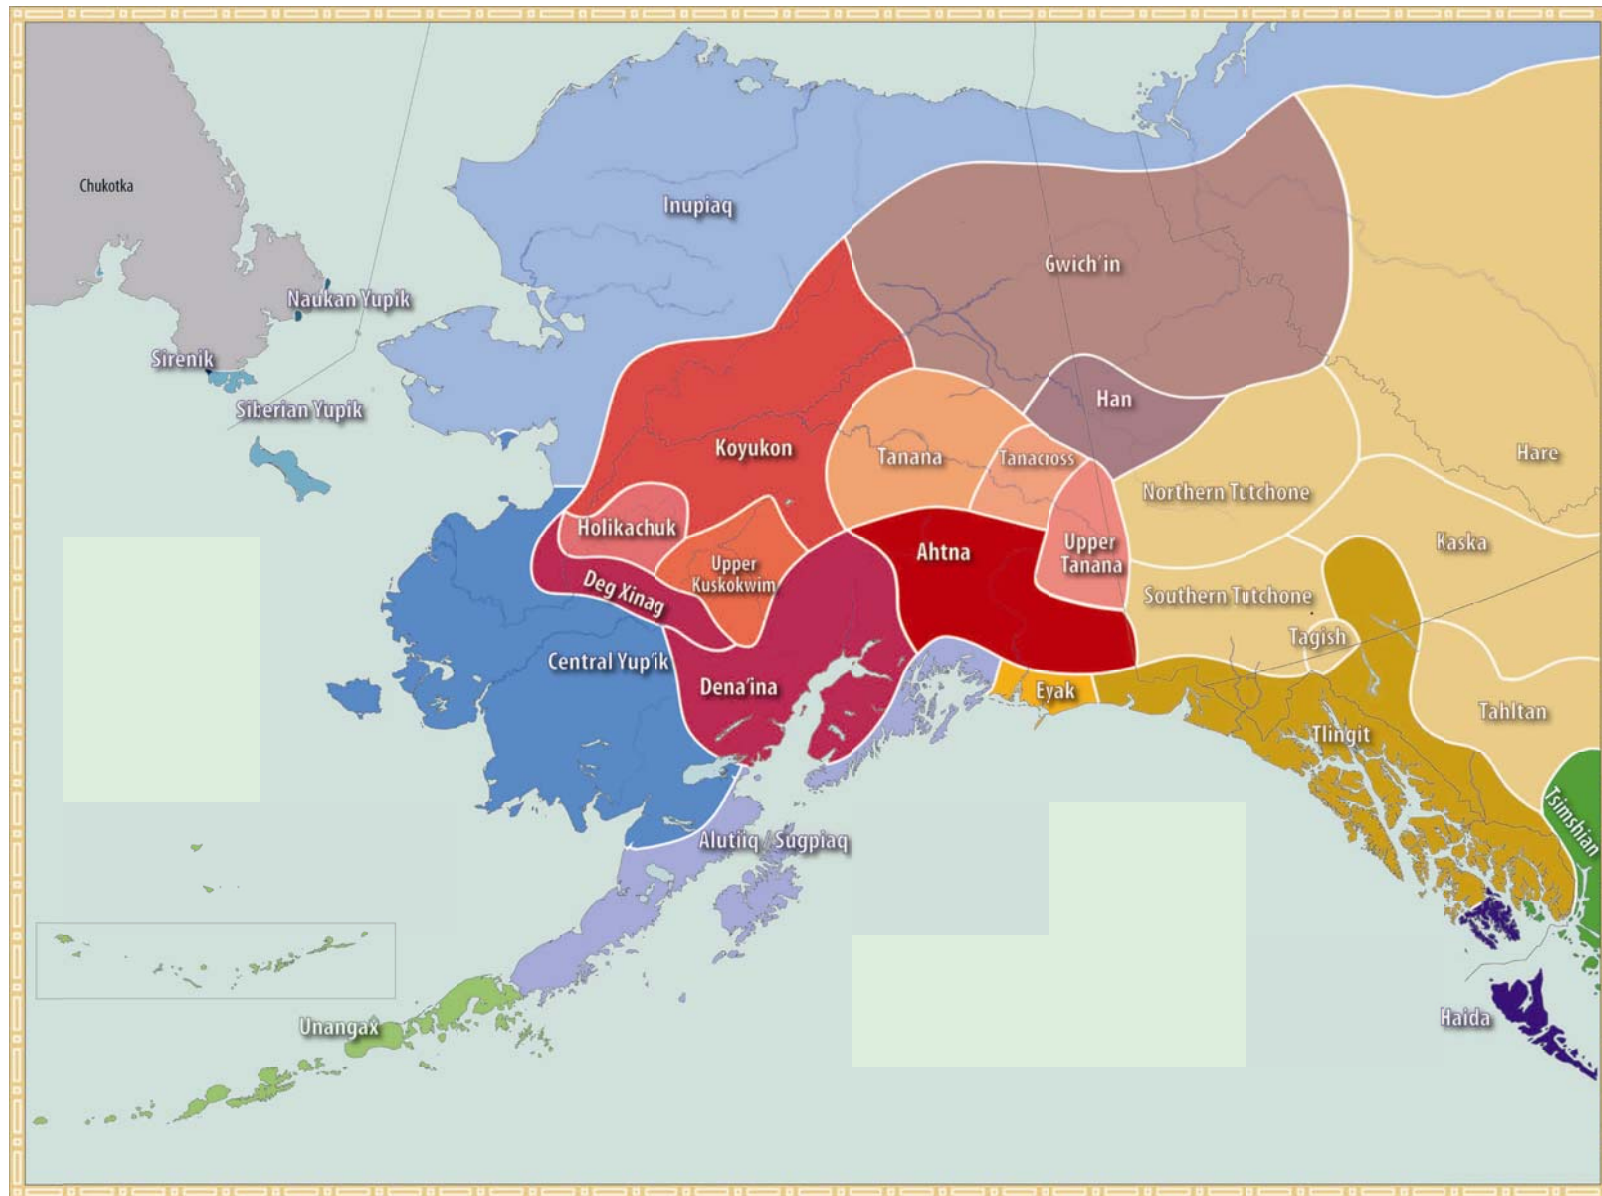 Chukotka
Inupiaq
Gwich'in
Naukan Yupik
Sirenik
Siberian Yupik
Han
Koyukon
Tanana
Tanacross
Hare
Northern Tutchone
Holikachuk
Upper
Kuskokwim
Ahtna
Upper
Tanana
Kaska
Deg Xinag
Southern Tutchone
Tagish
Central Yup'ik
Dena'ina
Eyak
Tlingit
Tahltan
Tsimshian
Alutiiq / Sugpiaq
Haida
Unangax̂